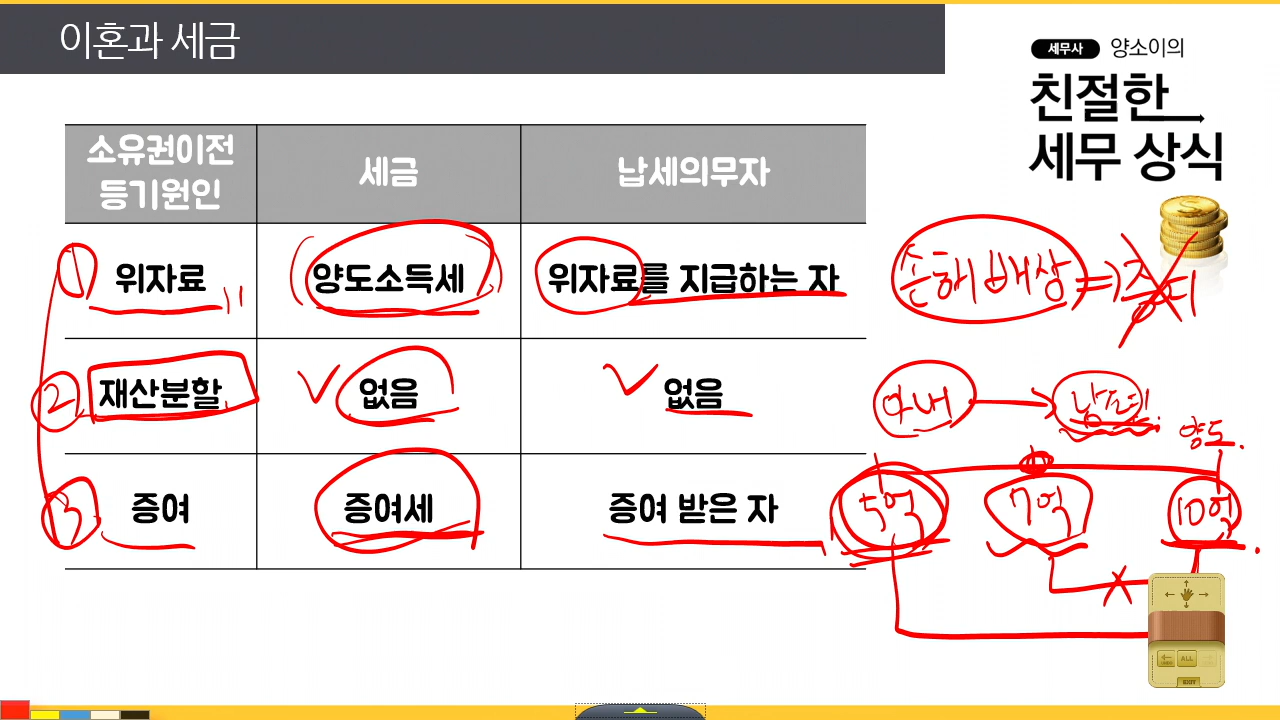 이혼과 세금
세무사 양소이의
친절한
세무 상식
소유권이전
등기원인
세금
납세의무자
① 위자료
양도소득세
위자료를 지급하는 자
손해배상
② 재산분할
없음
없음
아내
남편
양도
③ 증여
증여세
증여 받은 자
5억
7억
10억
ALL
EXIT